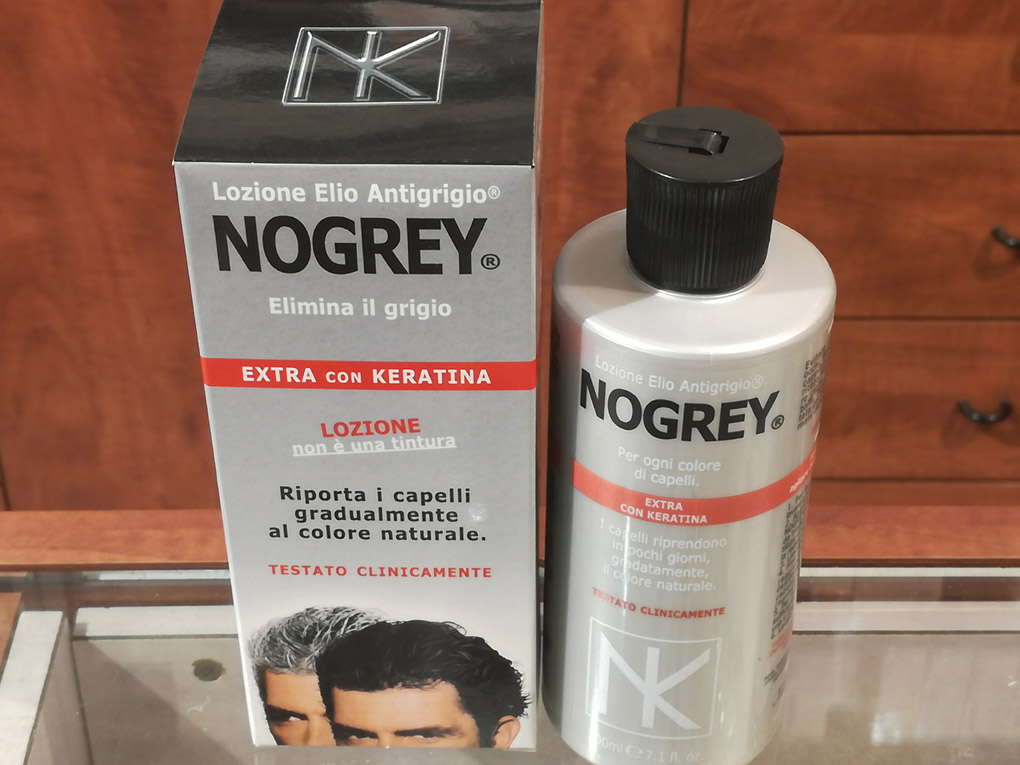 Lozione Elio Antigrigio®
NOGREY®
Elimina il grigio
EXTRA CON KERATINA
LOZIONE
non è una tintura
Riporta i capelli
gradualmente
al colore naturale.
TESTATO CLINICAMENTE
Lozione Elio Antigrigio®
NOGREY®
Per ogni colore
di capelli.
EXTRA
CON KERATINA
I capelli riprendono
in pochi giorni,
gradatamente,
il colore naturale.
TESTATO CLINICAMENTE
NK
7.1 fl. oz.